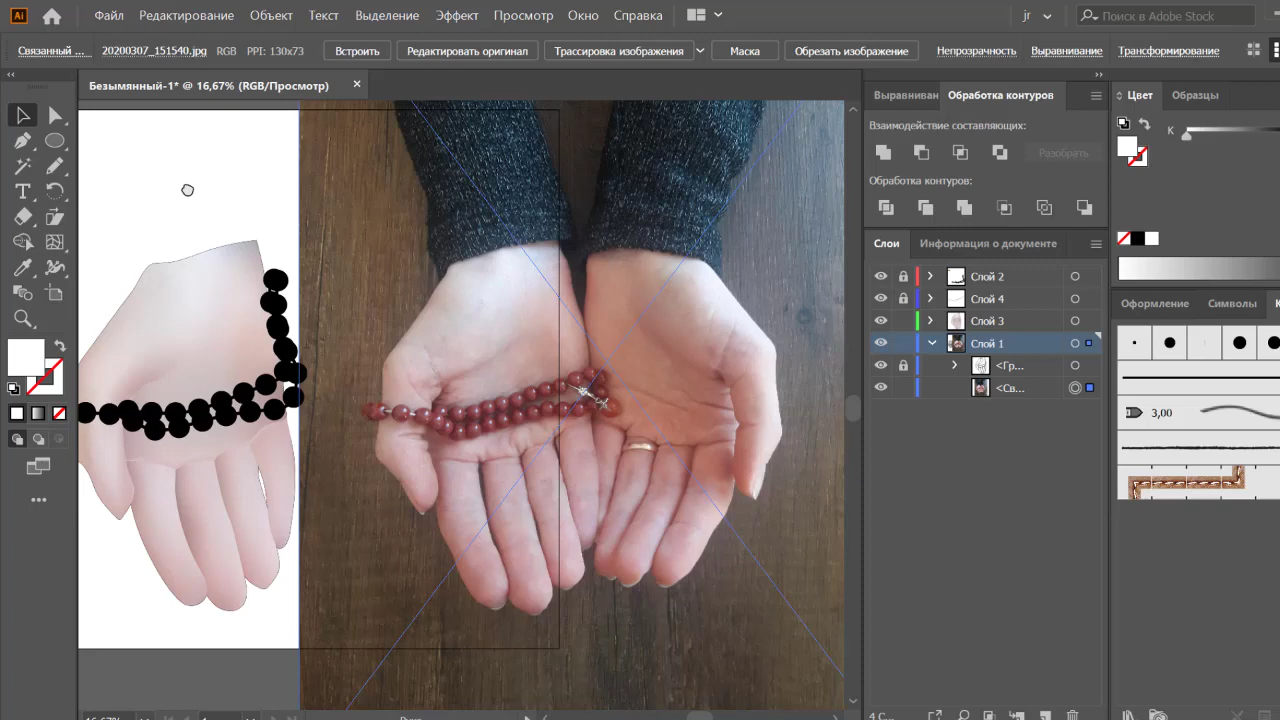 Ai
Файл Редактирование Объект Текст Выделение Эффект Просмотр Окно Справка jr Поиск в Adobe Stock
Связанный ... 20200307_151540.jpg RGB PPI: 130x73 Встроить Редактировать оригинал Трассировка изображения Маска Обрезать изображение Непрозрачность Выравнивание Трансформирование
Безымянный-1* @ 16,67% (RGB/Просмотр)
Выравниван Обработка контуров Цвет Образцы
Взаимодействие составляющих:
Разобрать
K
Обработка контуров:
Слои Информация о документе
Слой 2
Слой 4
Слой 3
Слой 1
<Гр...
<Св...
Оформление Символы К
3,00
16,67%